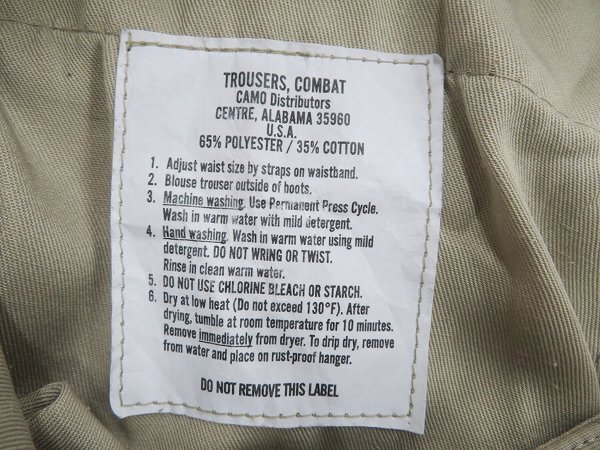 TROUSERS, COMBAT
CAMO Distributors
CENTRE, ALABAMA 35960
U.S.A.
65% POLYESTER / 35% COTTON
1. Adjust waist size by straps on waistband.
2. Blouse trouser outside of hoots.
3. Machine washing. Use Permanent Press Cycle.
Wash in warm water with mild detergent.
4. Hand washing. Wash in warm water using mild
detergent. DO NOT WRING OR TWIST.
Rinse in clean warm water.
5. DO NOT USE CHLORINE BLEACH OR STARCH.
6. Dry at low heat (Do not exceed 130°F). After
drying, tumble at room temperature for 10 minutes.
Remove immediately from dryer. To drip dry, remove
from water and place on rust-proof hanger.
DO NOT REMOVE THIS LABEL